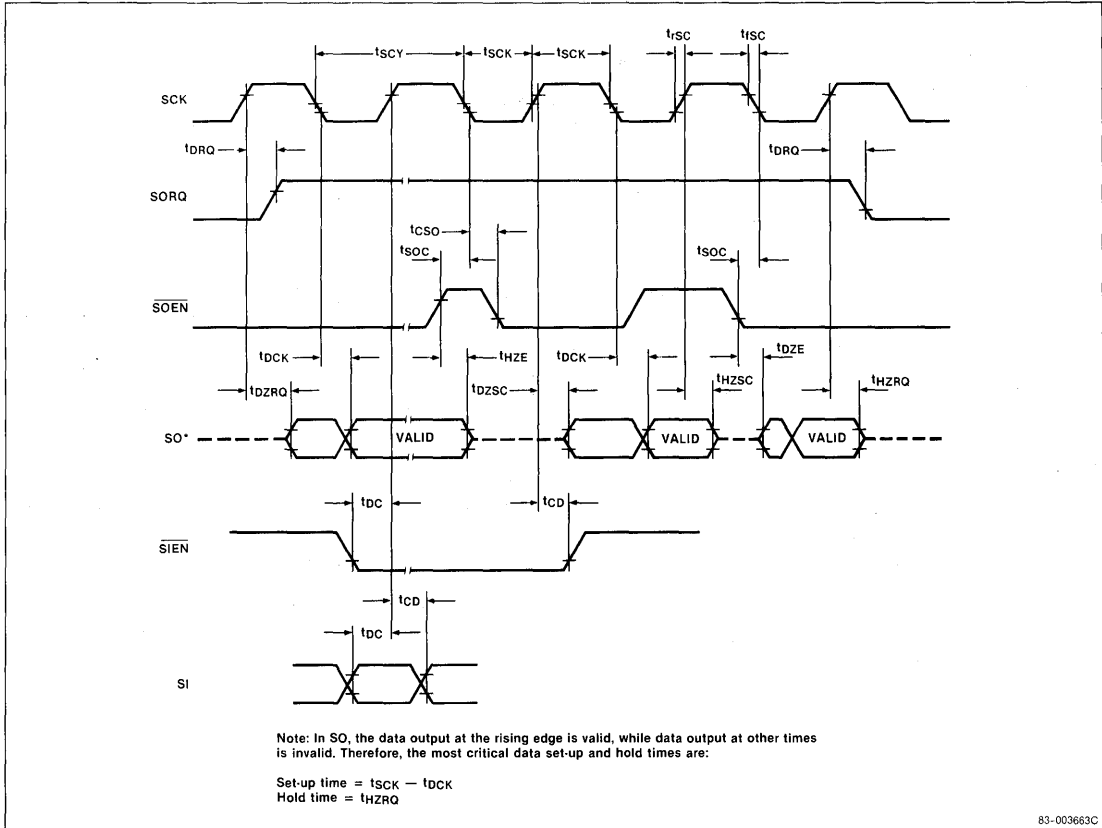 tSCY
tSCK
tSCK
trSC
tfSC
SCK
tDRQ
tDRQ
SORQ
tCSO
tSOC
tSOC
SOEN
tDCK
tHZE
tDCK
tDZE
tDZRQ
tDZSC
tHZSC
tHZRQ
SO*
VALID
VALID
VALID
tDC
tCD
SIEN
tCD
tDC
SI
Note: In SO, the data output at the rising edge is valid, while data output at other times
is invalid. Therefore, the most critical data set-up and hold times are:
Set-up time = tSCK — tDCK
Hold time = tHZRQ
83-003663C